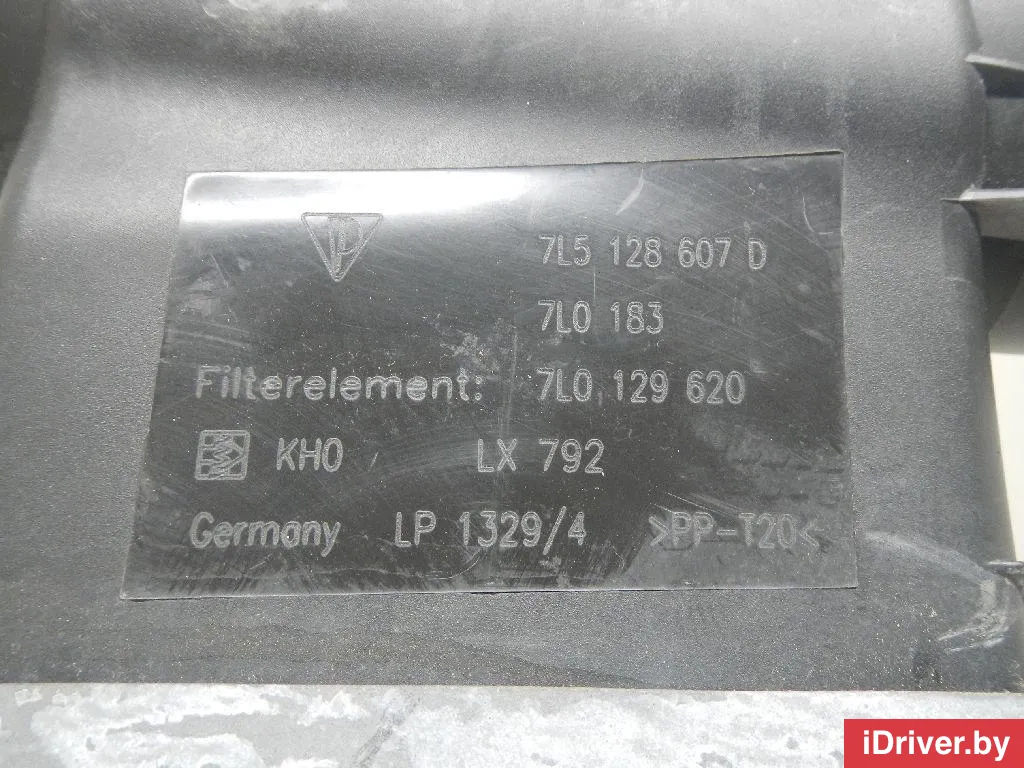 7L5 128 607 D
7L0 183
Filterelement: 7L0 129 620
KHO LX 792
Germany LP 1329/4 >PP-T20<
iDriver.by